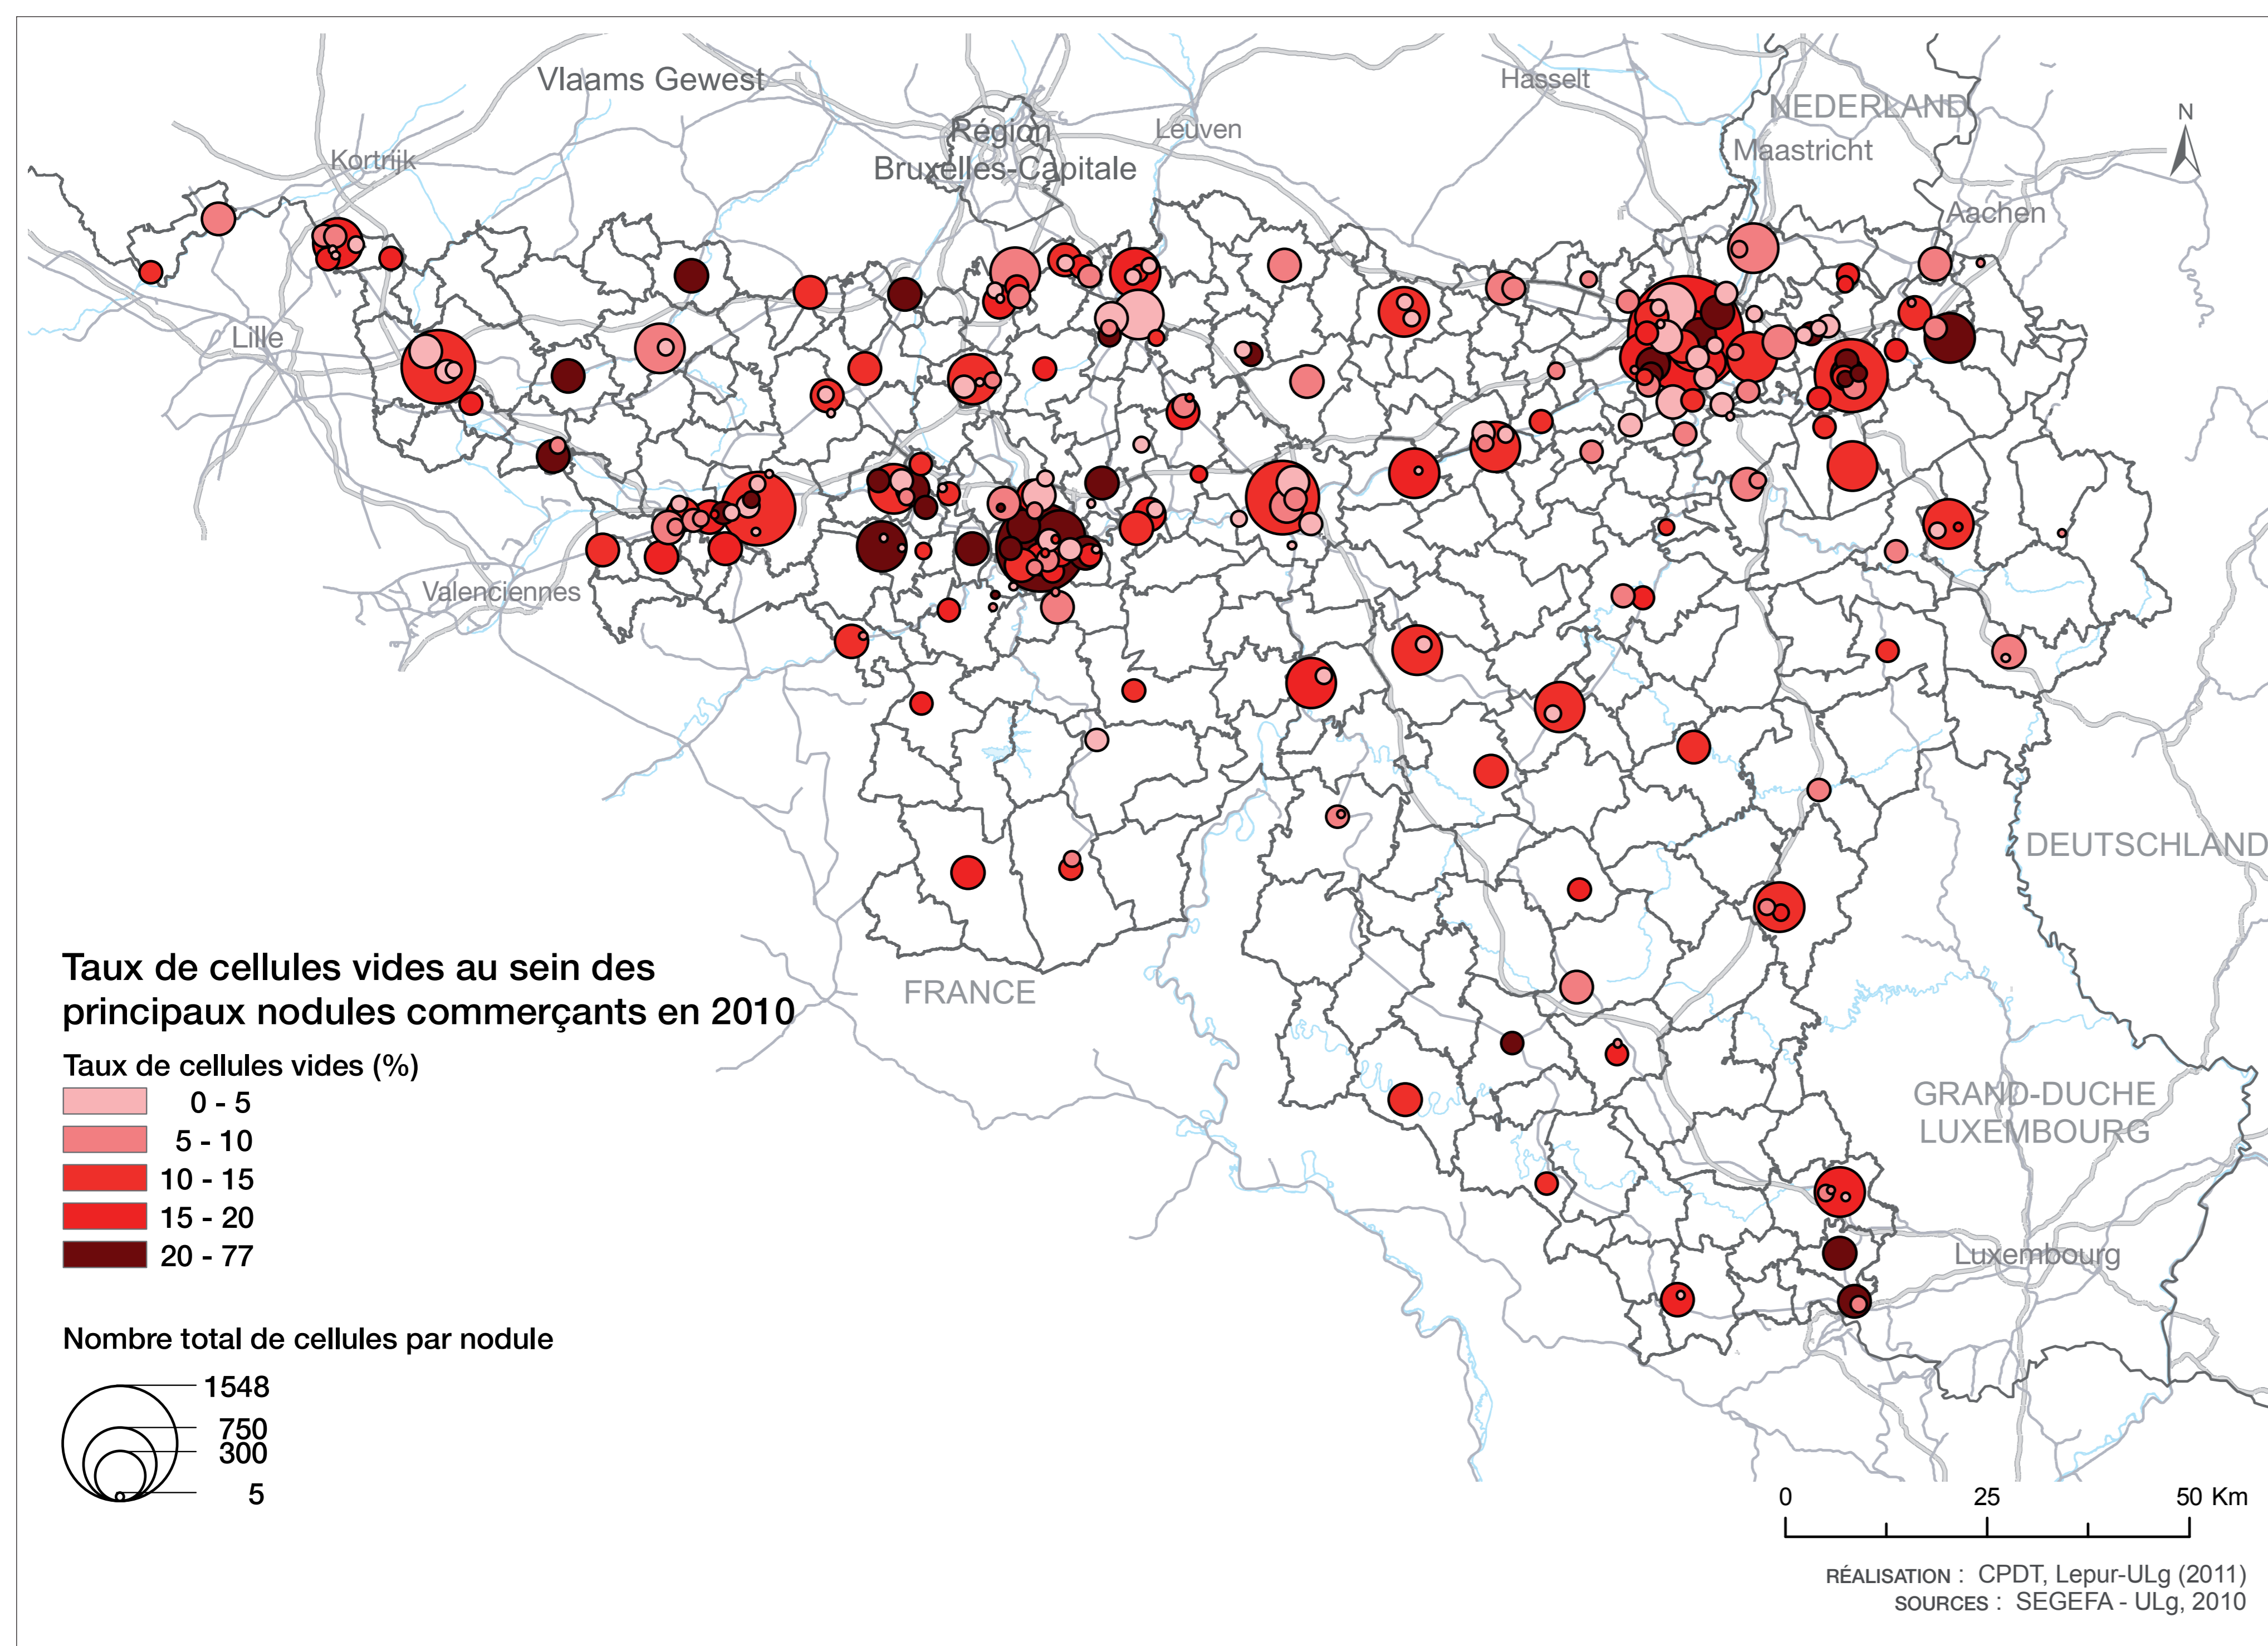 Vlaams Gewest
Hasselt
NEDERLAND
N
Région
Bruxelles-Capitale
Leuven
Kortrijk
Maastricht
Aachen
Lille
Valenciennes
DEUTSCHLAND
FRANCE
GRAND-DUCHE
LUXEMBOURG
Luxembourg
Taux de cellules vides au sein des
principaux nodules commerçants en 2010
Taux de cellules vides (%)
0 - 5
5 - 10
10 - 15
15 - 20
20 - 77
Nombre total de cellules par nodule
1548
750
300
5
0 25 50 Km
RÉALISATION : CPDT, Lepur-ULg (2011)
SOURCES : SEGEFA - ULg, 2010